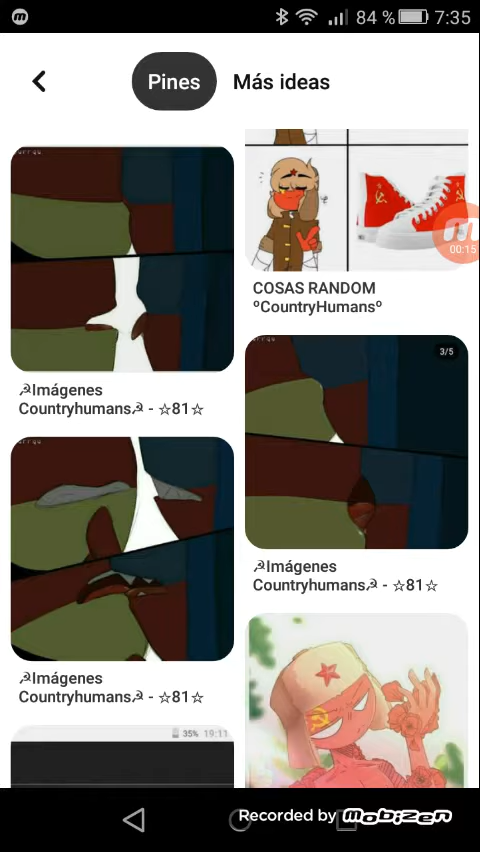 84 % 7:35
Pines Más ideas
☭Imágenes
Countryhumans☭ - ☆81☆
COSAS RANDOM
ºCountryHumansº
00:15
3/5
☭Imágenes
Countryhumans☭ - ☆81☆
☭Imágenes
Countryhumans☭ - ☆81☆
35% 19:11
Recorded by Mobizen